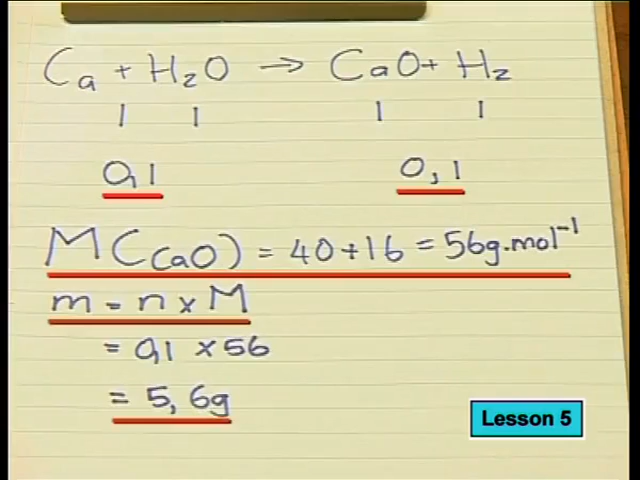 Ca + H₂O → CaO + H₂
1 1 1 1
0,1 0,1
M(CaO) = 40 + 16 = 56g.mol⁻¹
m = n × M
= 0,1 × 56
= 5,6g
Lesson 5